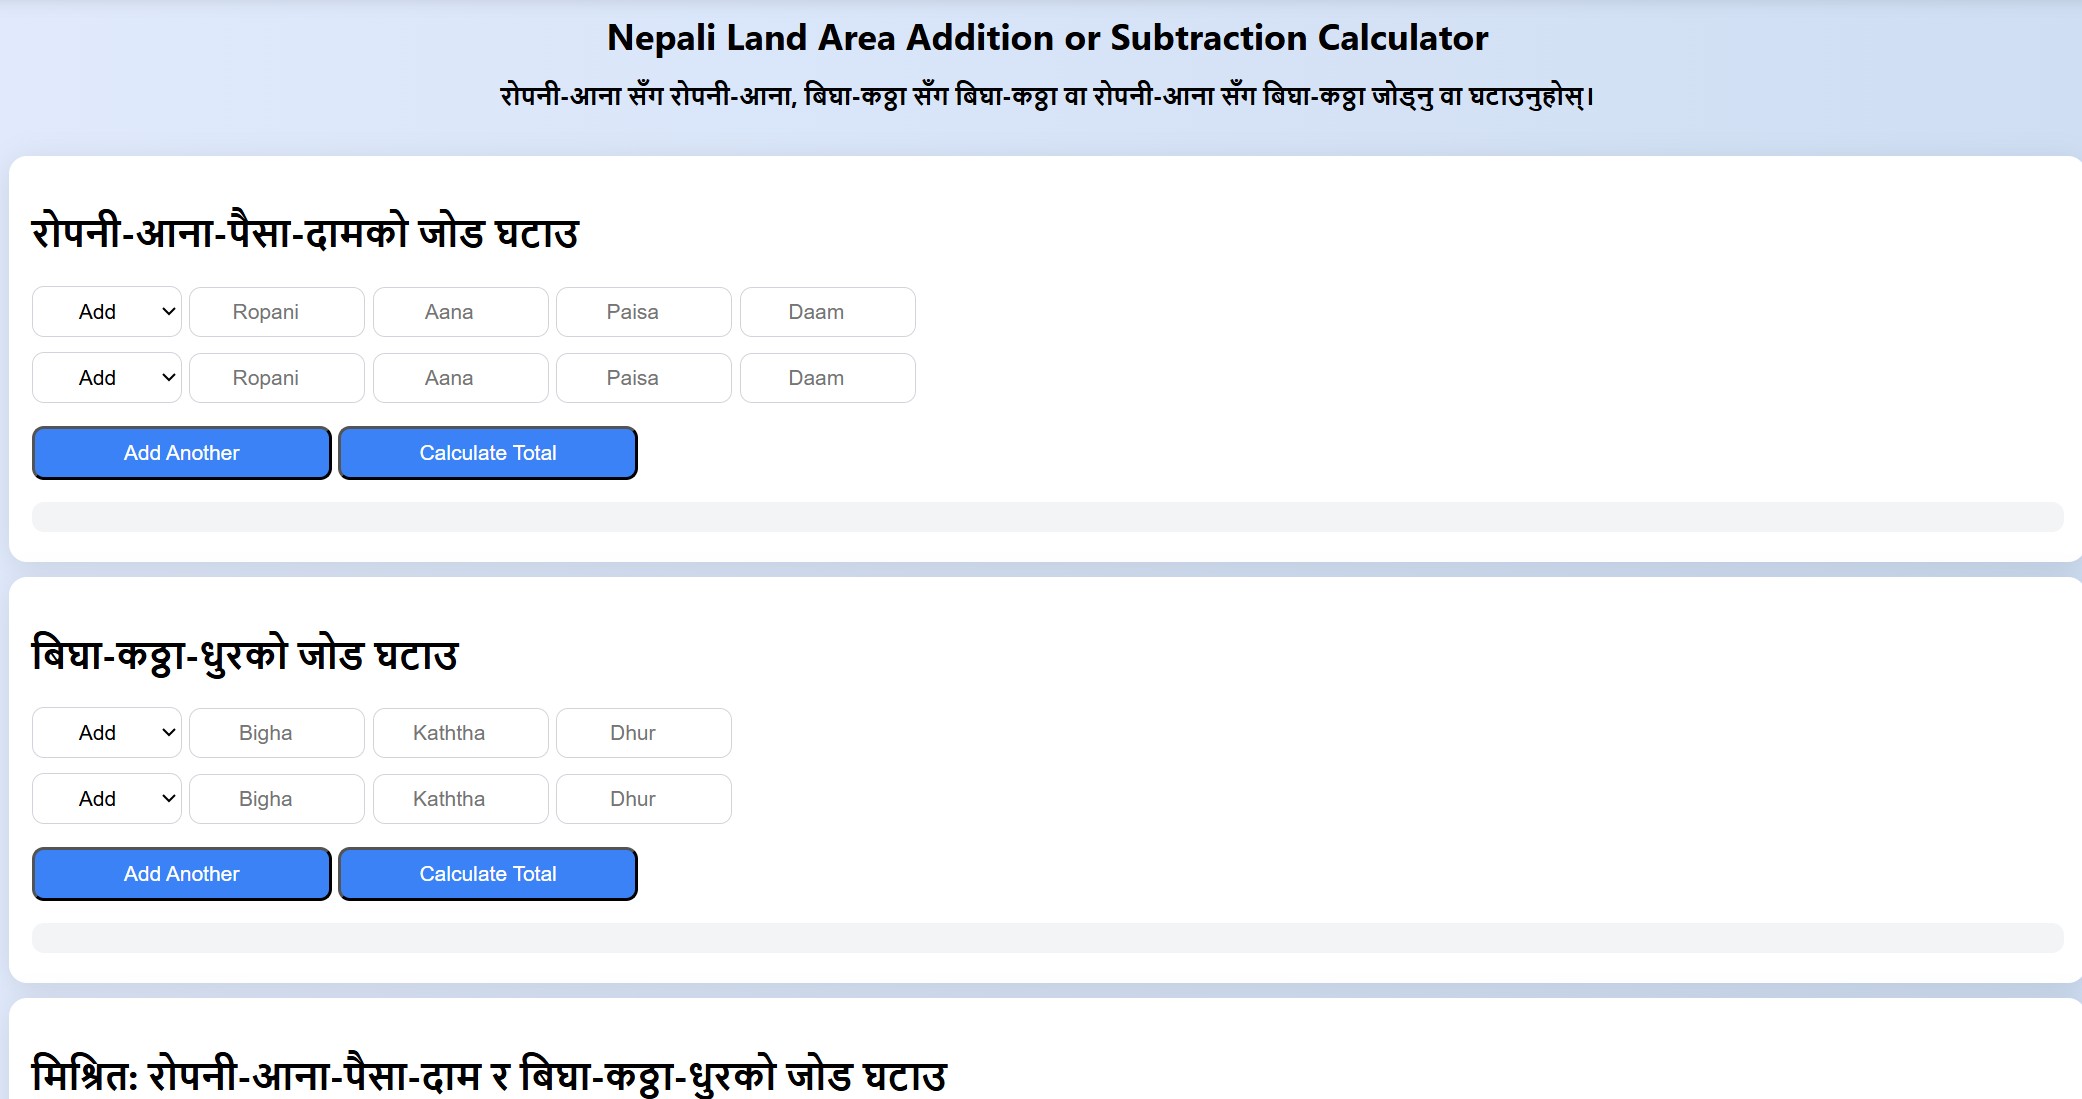 Nepali Land Area Addition or Subtraction Calculator
रोपनी-आना सँग रोपनी-आना, बिघा-कठ्ठा सँग बिघा-कठ्ठा वा रोपनी-आना सँग बिघा-कठ्ठा जोड्नु वा घटाउनुहोस्।
रोपनी-आना-पैसा-दामको जोड घटाउ
Add Ropani Aana Paisa Daam
Add Ropani Aana Paisa Daam
Add Another Calculate Total
बिघा-कठ्ठा-धुरको जोड घटाउ
Add Bigha Kaththa Dhur
Add Bigha Kaththa Dhur
Add Another Calculate Total
मिश्रित: रोपनी-आना-पैसा-दाम र बिघा-कठ्ठा-धुरको जोड घटाउ